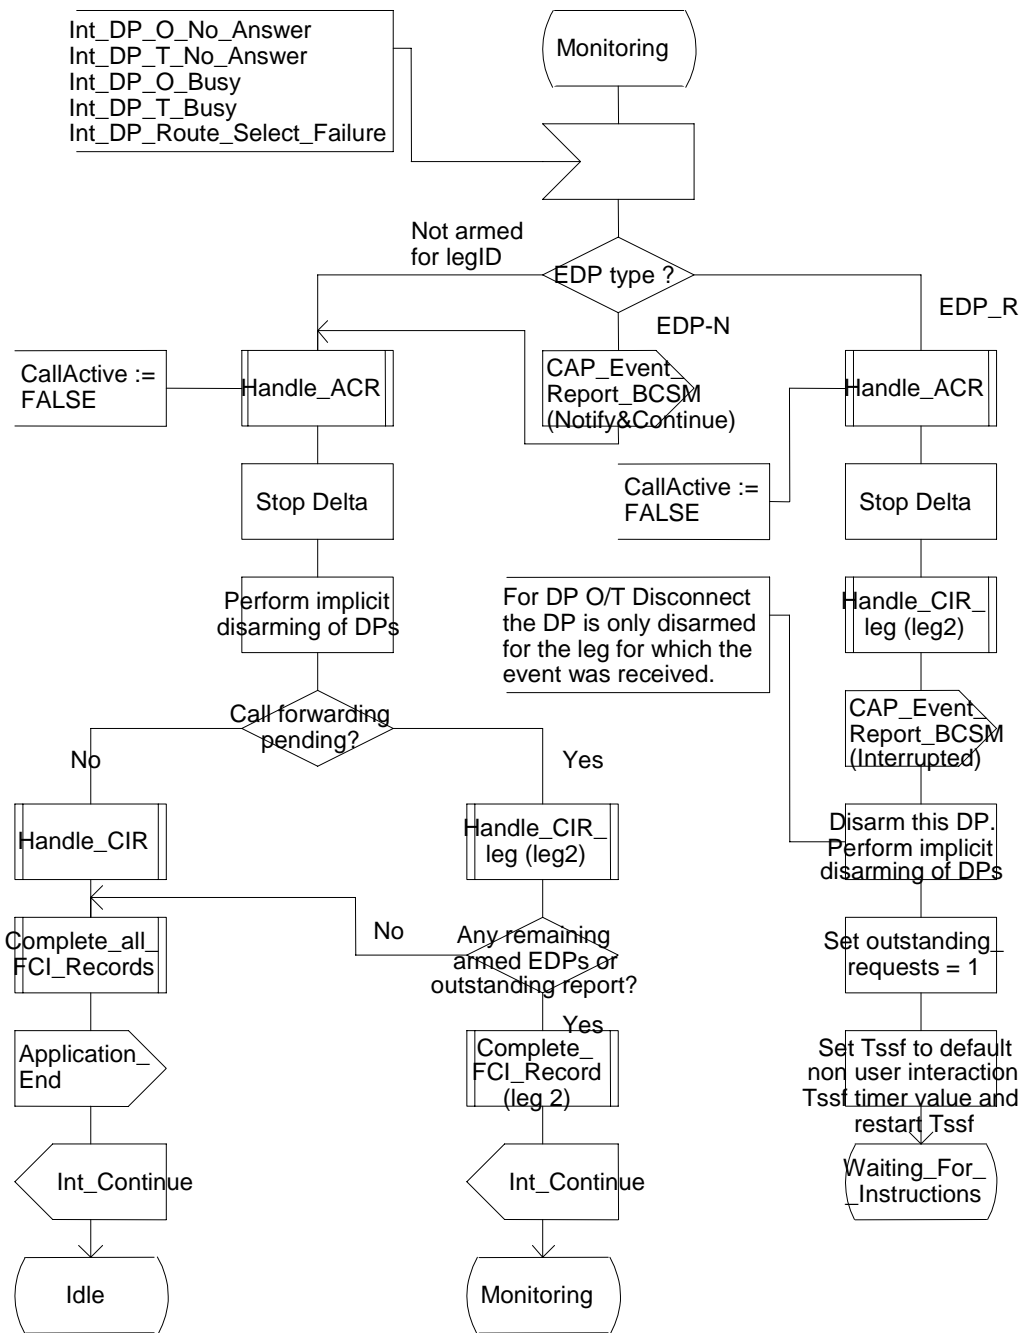 Int_DP_O_No_Answer
Int_DP_T_No_Answer
Int_DP_O_Busy
Int_DP_T_Busy
Int_DP_Route_Select_Failure
Monitoring
Not armed
for legID
EDP type ?
EDP-N
EDP_R
CallActive :=
FALSE
Handle_ACR
CAP_Event_
Report_BCSM
(Notify&Continue)
Handle_ACR
Stop Delta
CallActive :=
FALSE
Stop Delta
Perform implicit
disarming of DPs
For DP O/T Disconnect
the DP is only disarmed
for the leg for which the
event was received.
Handle_CIR_
leg (leg2)
Call forwarding
pending?
No
Yes
CAP_Event_
Report_BCSM
(Interrupted)
Handle_CIR
Handle_CIR_
leg (leg2)
Disarm this DP.
Perform implicit
disarming of DPs
Complete_all_
FCI_Records
No
Any remaining
armed EDPs or
outstanding report?
Yes
Set outstanding_
requests = 1
Application_
End
Complete_
FCI_Record
(leg 2)
Set Tssf to default
non user interaction
Tssf timer value and
restart Tssf
Int_Continue
Int_Continue
Waiting_For_
_Instructions
Idle
Monitoring